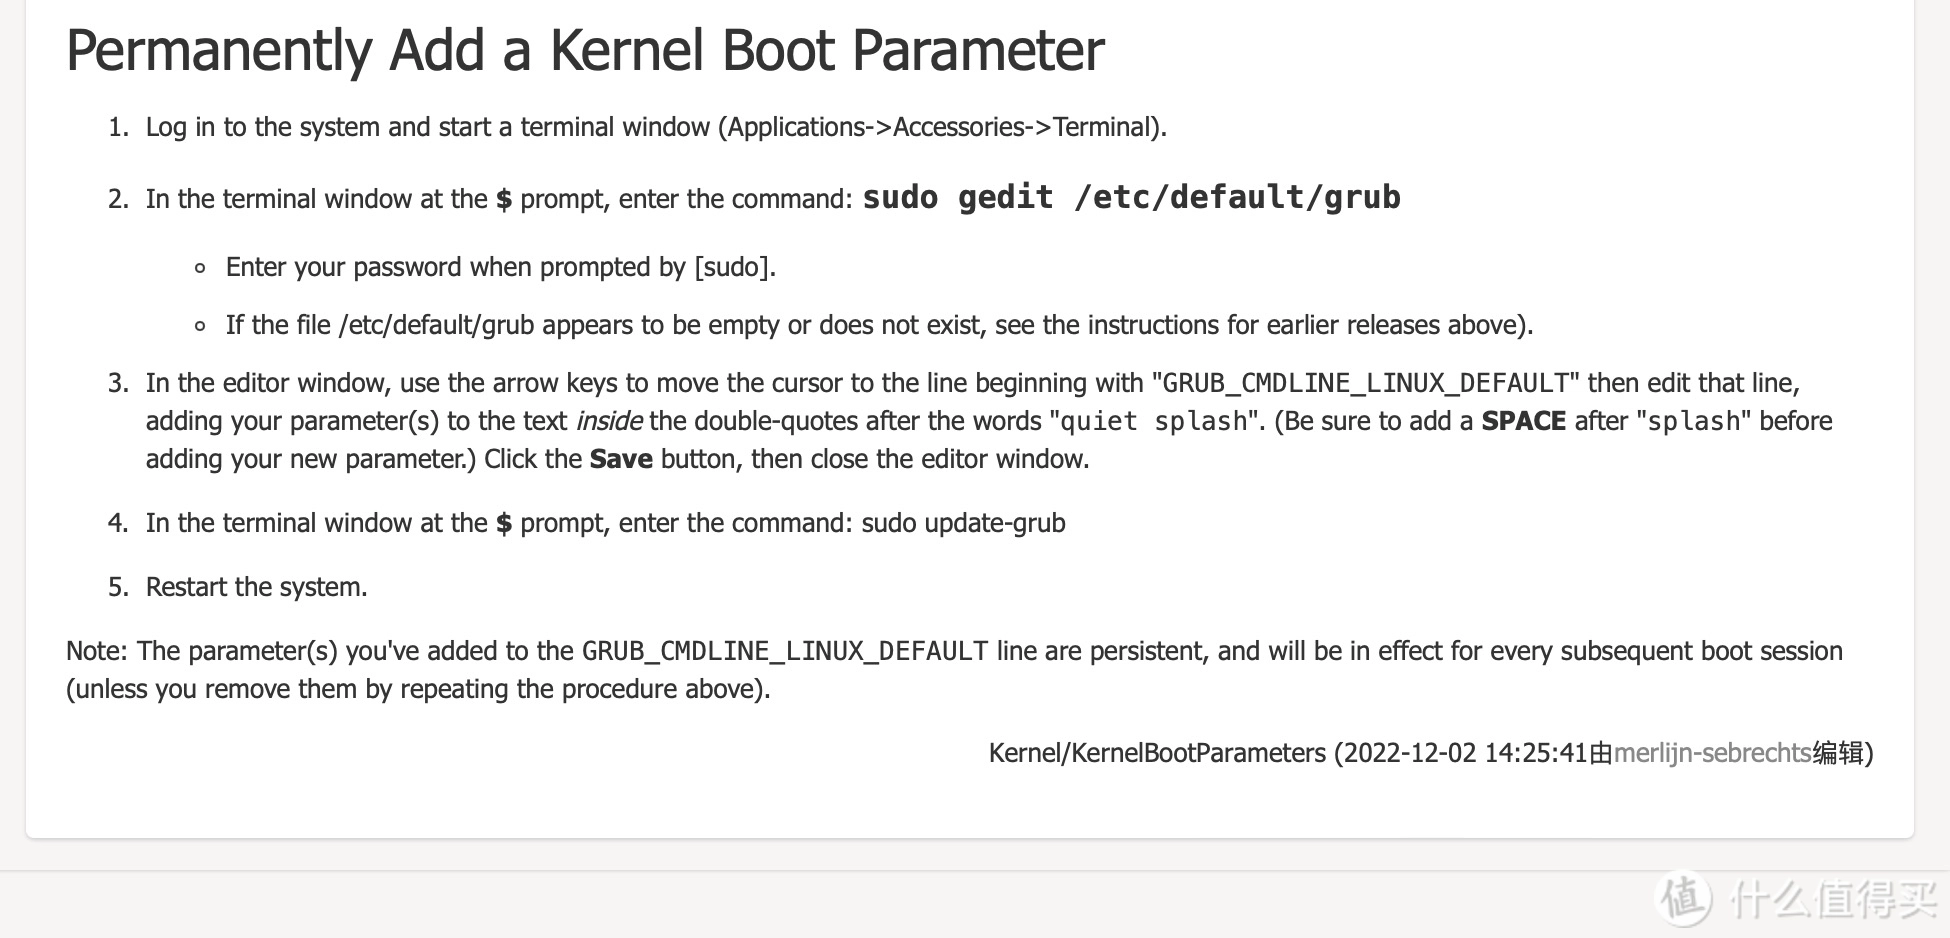 Permanently Add a Kernel Boot Parameter
1. Log in to the system and start a terminal window (Applications->Accessories->Terminal).
2. In the terminal window at the $ prompt, enter the command: sudo gedit /etc/default/grub
Enter your password when prompted by [sudo].
If the file /etc/default/grub appears to be empty or does not exist, see the instructions for earlier releases above).
3. In the editor window, use the arrow keys to move the cursor to the line beginning with "GRUB_CMDLINE_LINUX_DEFAULT" then edit that line,
adding your parameter(s) to the text inside the double-quotes after the words "quiet splash". (Be sure to add a SPACE after "splash" before
adding your new parameter.) Click the Save button, then close the editor window.
4. In the terminal window at the $ prompt, enter the command: sudo update-grub
5. Restart the system.
Note: The parameter(s) you've added to the GRUB_CMDLINE_LINUX_DEFAULT line are persistent, and will be in effect for every subsequent boot session
(unless you remove them by repeating the procedure above).
Kernel/KernelBootParameters (2022-12-02 14:25:41由merlijn-sebrechts编辑)
值 什么值得买